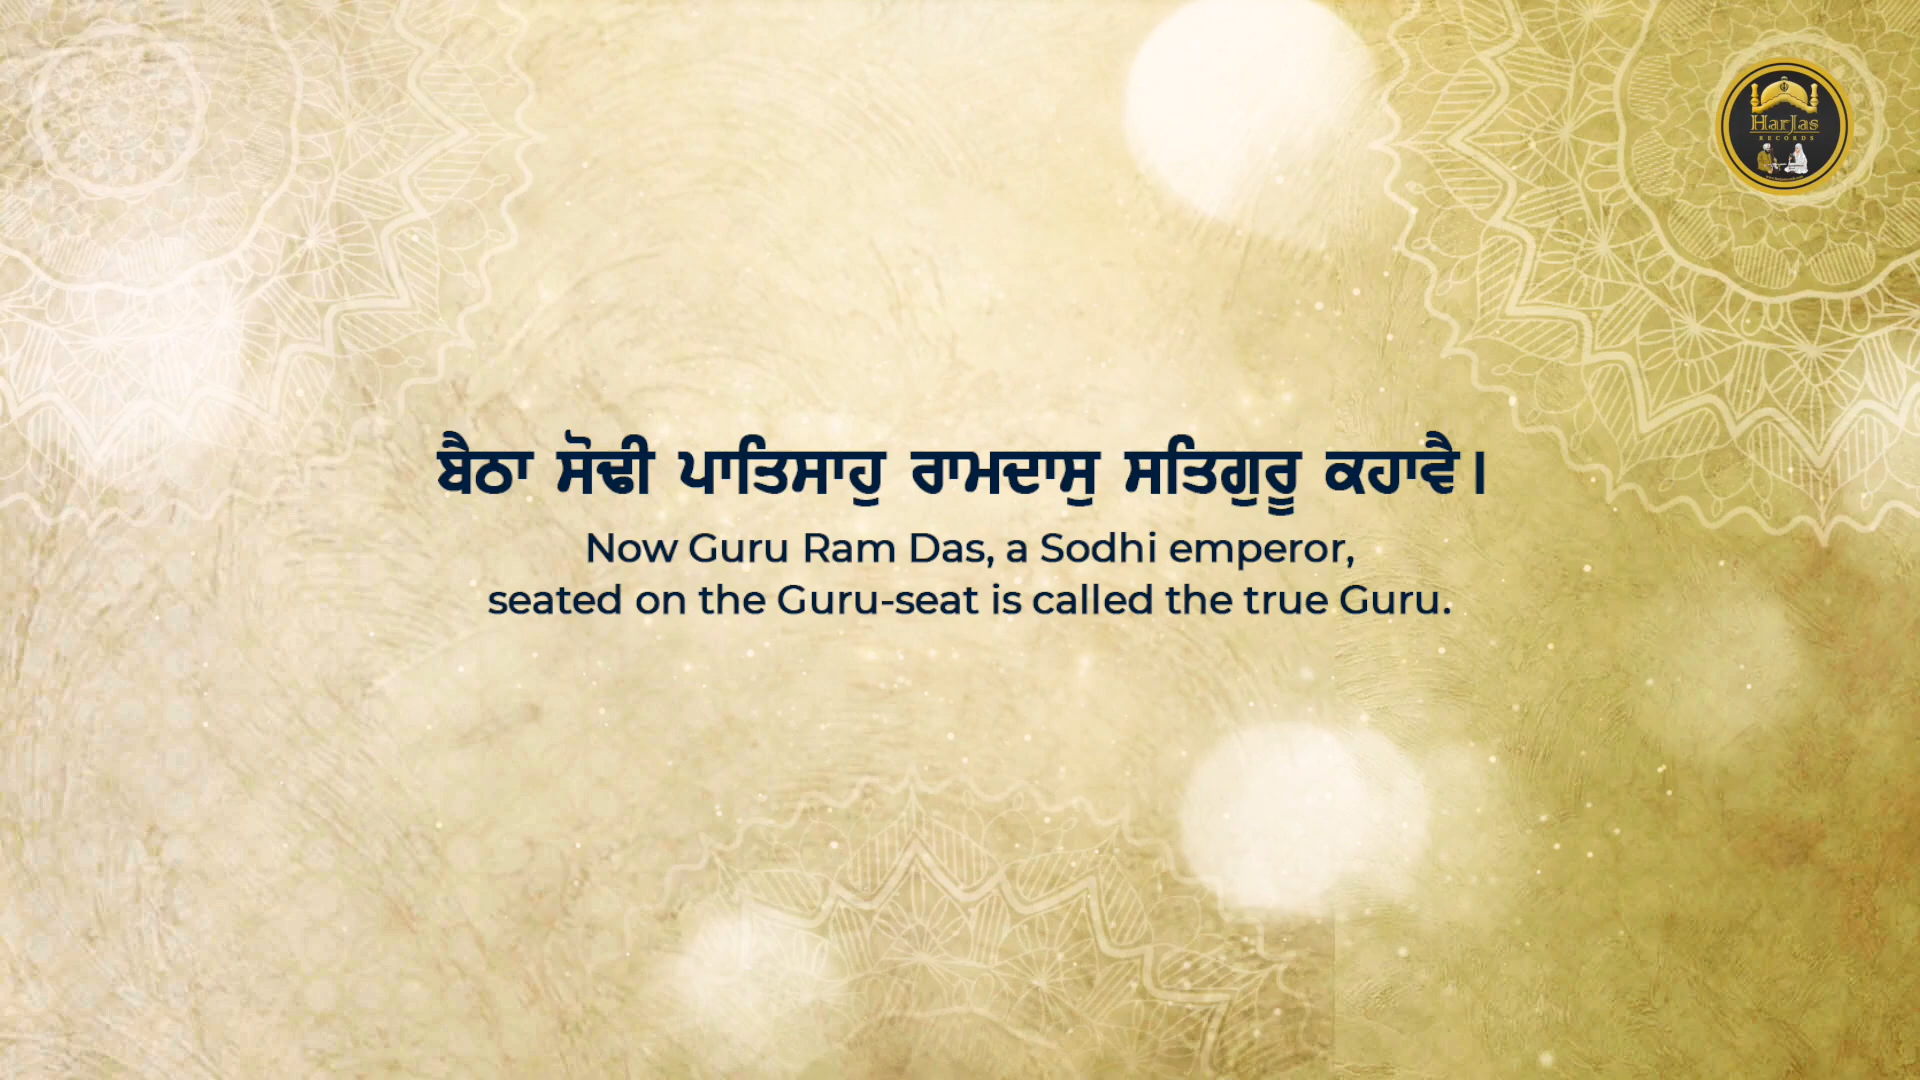 HarJas
RECORDS
ਬੈਠਾ ਸੋਢੀ ਪਾਤਿਸਾਹੁ ਰਾਮਦਾਸੁ ਸਤਿਗੁਰੂ ਕਹਾਵੈ।
Now Guru Ram Das, a Sodhi emperor,
seated on the Guru-seat is called the true Guru.